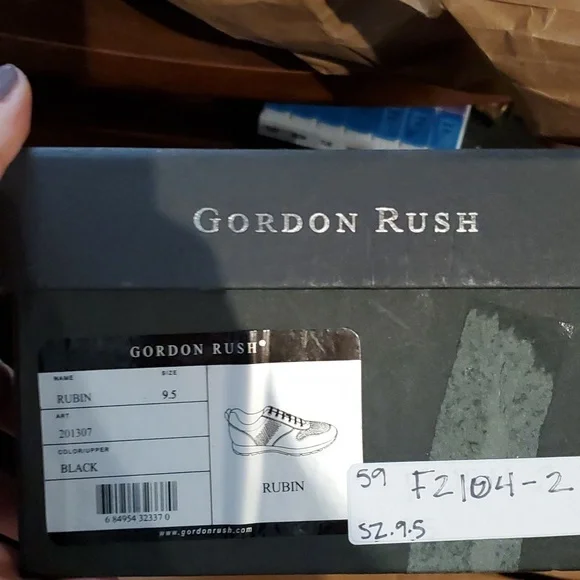 GORDON RUSH
GORDON RUSH®
NAME SIZE
RUBIN 9.5
ART
201307
COLOR/UPPER
BLACK
6 84954 32337 0
RUBIN
www.gordonrush.com
59 F2104-2
SZ.9.5